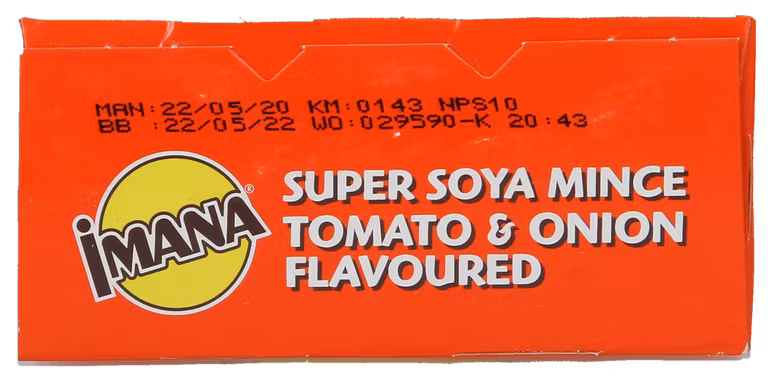 MAN:22/05/20 KM:0143 NPS10
BB :22/05/22 WO:029590-K 20:43
iMANA®
SUPER SOYA MINCE
TOMATO & ONION
FLAVOURED